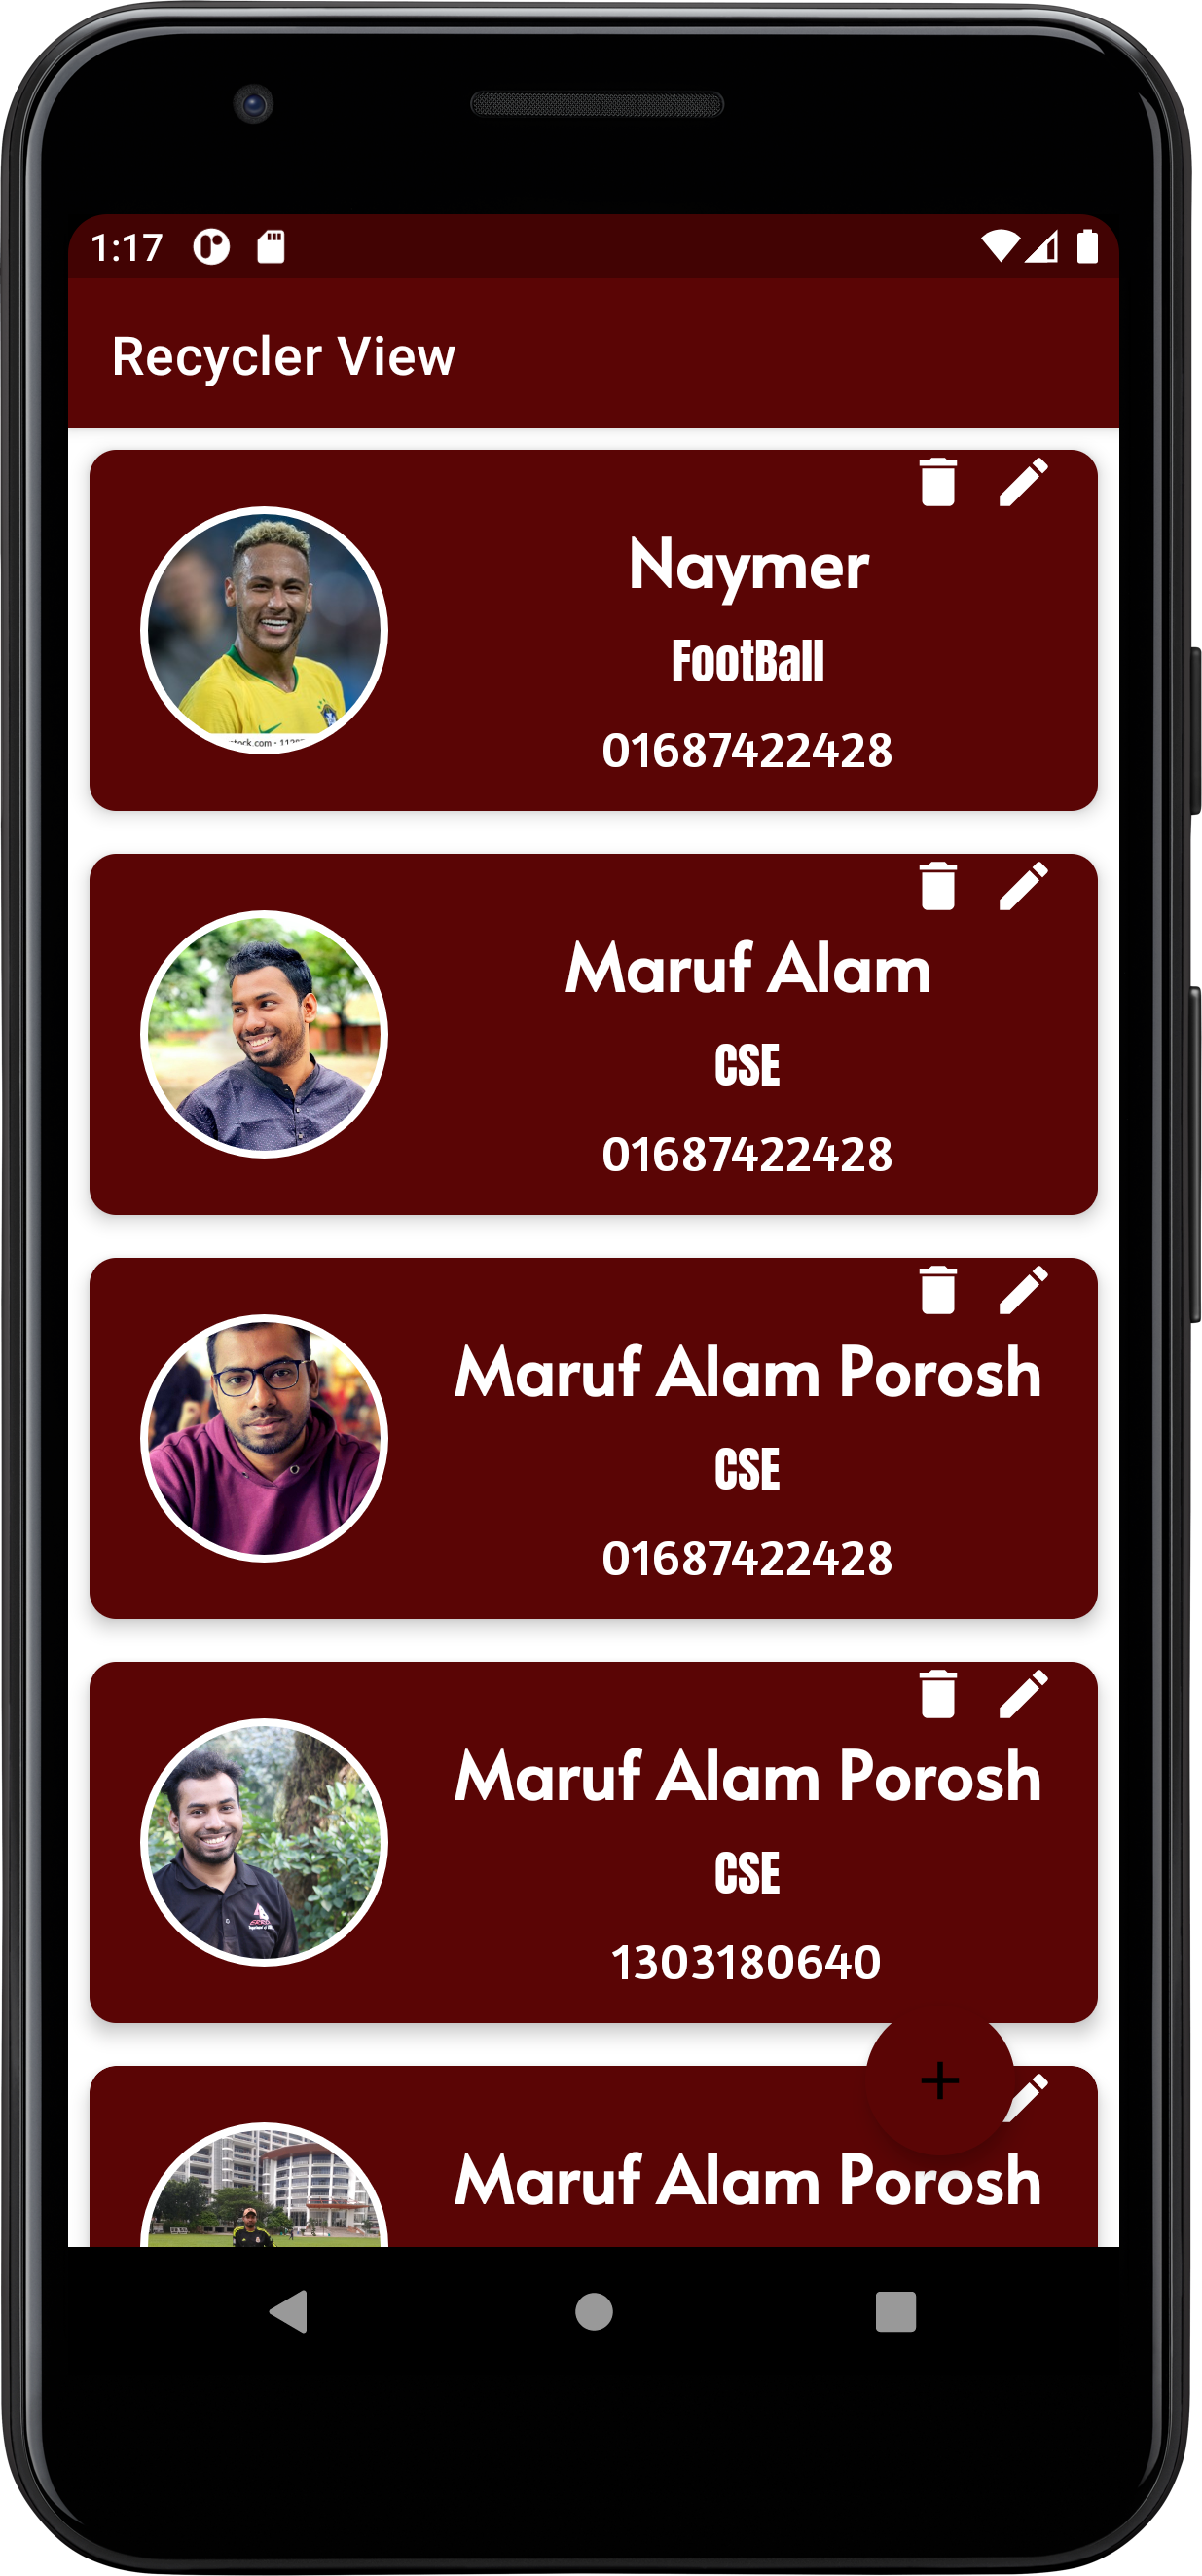 1:17
Recycler View
Naymer
FootBall
01687422428
Maruf Alam
CSE
01687422428
Maruf Alam Porosh
CSE
01687422428
Maruf Alam Porosh
CSE
1303180640
+
Maruf Alam Porosh